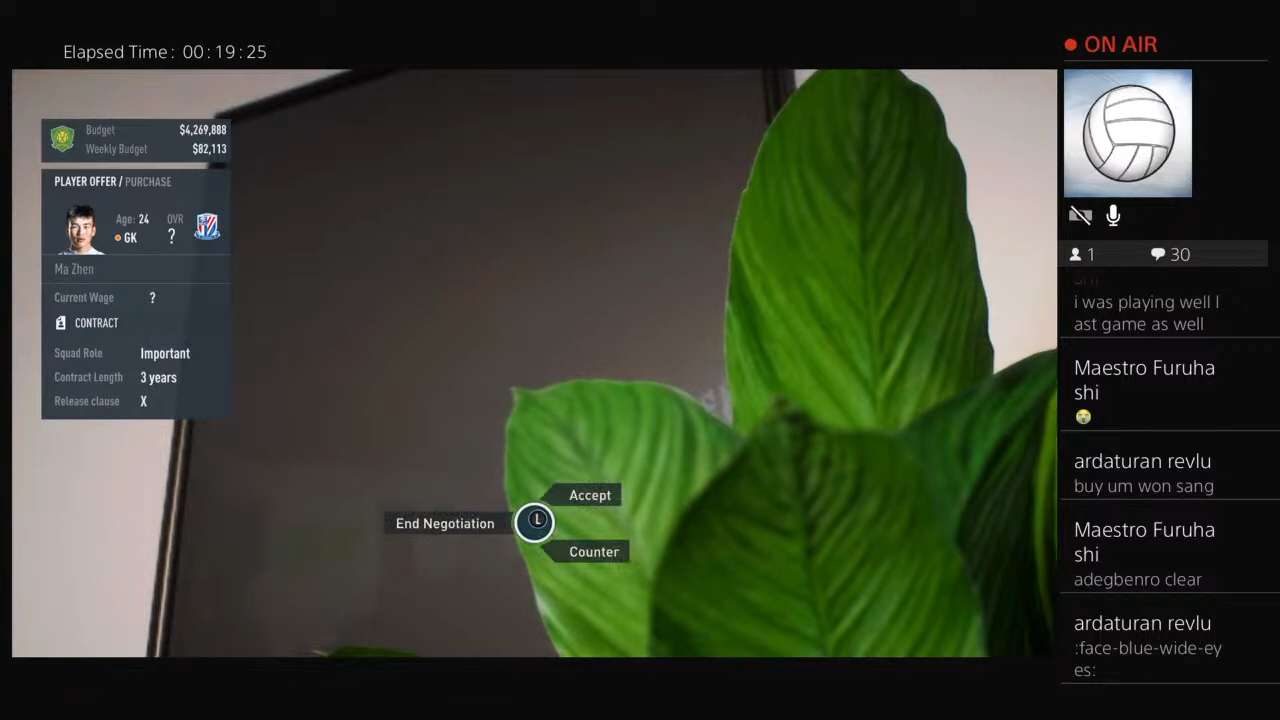 Elapsed Time: 00:19:25
ON AIR
Budget $4,269,888
Weekly Budget $82,113
PLAYER OFFER / PURCHASE
Age: 24 OVR
GK ?
Ma Zhen
Current Wage ?
CONTRACT
Squad Role Important
Contract Length 3 years
Release clause X
Accept
End Negotiation L
Counter
1 30
i was playing well l
ast game as well
Maestro Furuha
shi
😭
ardaturan revlu
buy um won sang
Maestro Furuha
shi
adegbenro clear
ardaturan revlu
:face-blue-wide-ey
es: